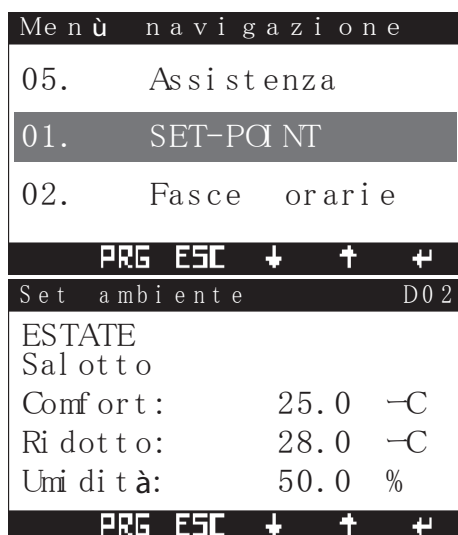 Menù navigazione
05. Assistenza
01. SET-POINT
02. Fasce orarie
PRG ESC ↓ ↑ ↵
Set ambiente D02
ESTATE
Salotto
Comfort: 25.0 °C
Ridotto: 28.0 °C
Umidità: 50.0 %
PRG ESC ↓ ↑ ↵